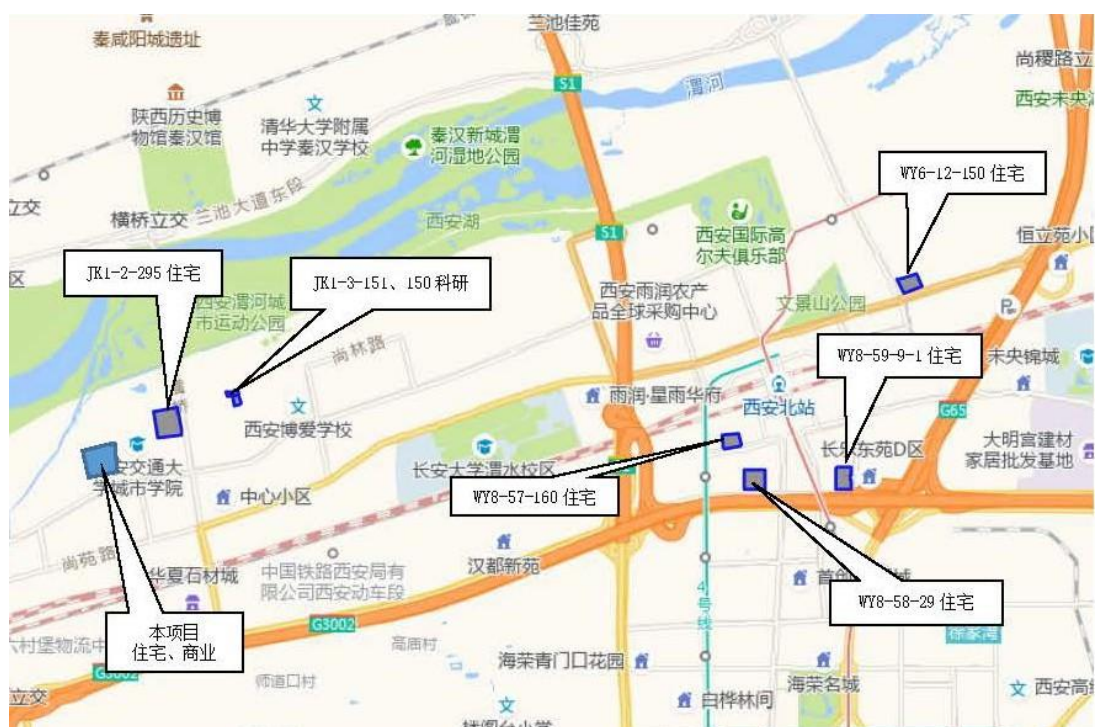 兰池佳苑
秦咸阳城遗址
尚稷路立
S1
渭河
陕西历史博
物馆秦汉馆
清华大学附属
中学秦汉学校
西安未央
秦汉新城渭
河湿地公园
WY6-12-150 住宅
立交
横桥立交
兰池大道东段
西安湖
S1
西安国际高
尔夫俱乐部
恒立苑小区
JK1-2-295 住宅
JK1-3-151、150 科研
区
西安渭河城
市运动公园
西安雨润农产
品全球采购中心
文景山公园
尚林路
WY8-59-9-1 住宅
未央锦城
雨润·星雨华府
西安北站
G65
西安博爱学校
长乐东苑D区
大明宫建材
家居批发基地
安交通大
学城市学院
长安大学渭水校区
中心小区
WY8-57-160 住宅
尚苑路
汉都新苑
华夏石材城
中国铁路西安局有
限公司西安动车段
4号线
首创
城
WY8-58-29 住宅
本项目
住宅、商业
G3002
六村堡物流中
高庙村
徐家湾
G3002
海荣青门口花园
师道口村
海荣名城
立交
白桦林间
西安高级